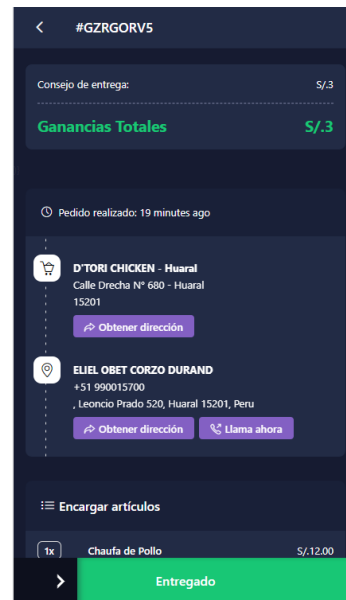 #GZRGORV5
Consejo de entrega: S/.3
Ganancias Totales S/.3
Pedido realizado: 19 minutes ago
D'TORI CHICKEN - Huaral
Calle Drecha N° 680 - Huaral
15201
Obtener dirección
ELIEL OBET CORZO DURAND
+51 990015700
, Leoncio Prado 520, Huaral 15201, Peru
Obtener dirección Llama ahora
Encargar artículos
1x Chaufa de Pollo S/.12.00
Entregado